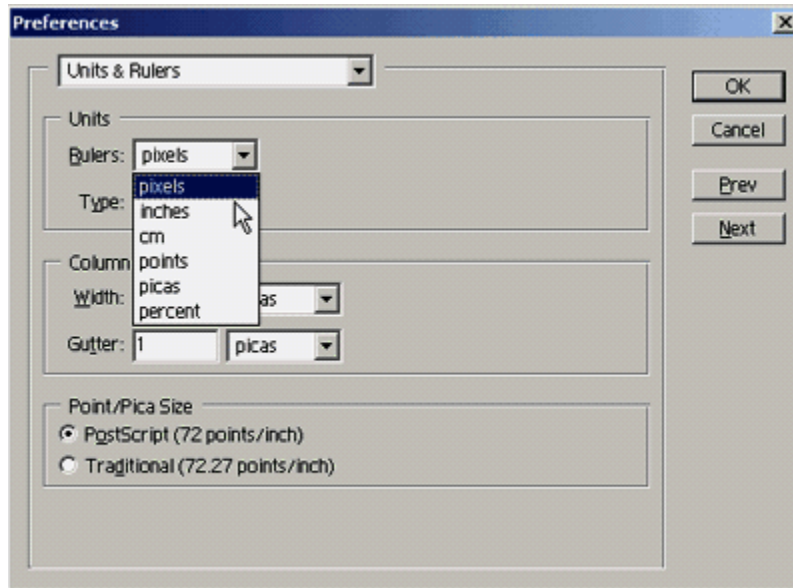 Preferences
Units & Rulers
OK
Cancel
Prev
Next
Units
Rulers: pixels
pixels
inches
cm
points
picas
percent
Type:
Column
Width: as
Gutter: 1 picas
Point/Pica Size
PostScript (72 points/inch)
Traditional (72.27 points/inch)